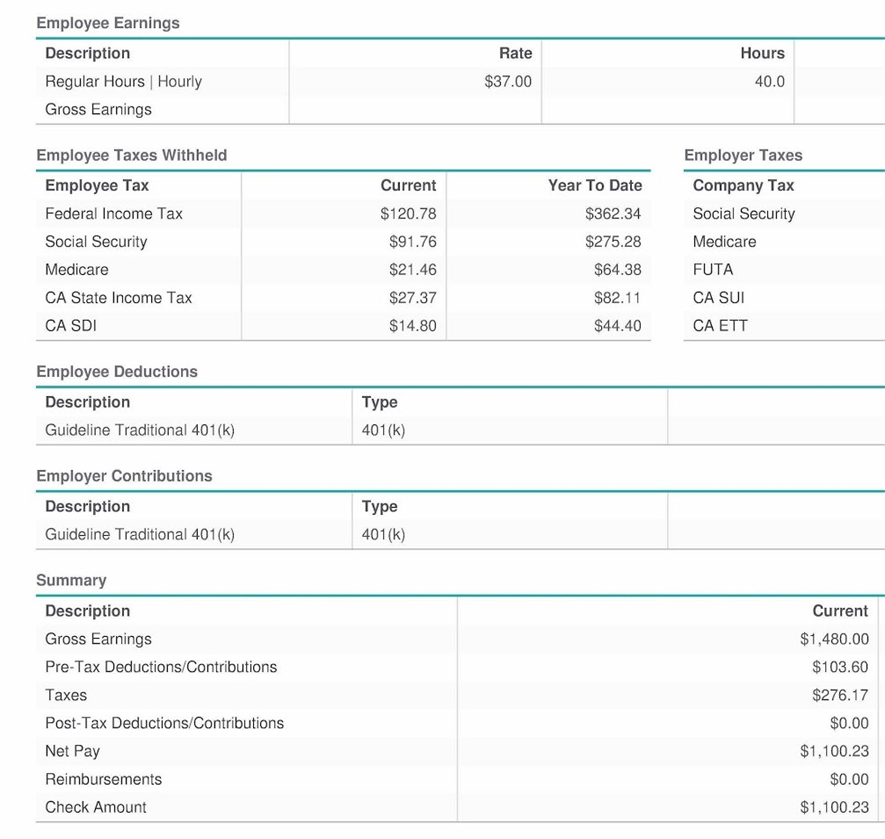 Employee Earnings
Description Rate Hours
Regular Hours | Hourly $37.00 40.0
Gross Earnings
Employee Taxes Withheld Employer Taxes
Employee Tax Current Year To Date Company Tax
Federal Income Tax $120.78 $362.34 Social Security
Social Security $91.76 $275.28 Medicare
Medicare $21.46 $64.38 FUTA
CA State Income Tax $27.37 $82.11 CA SUI
CA SDI $14.80 $44.40 CA ETT
Employee Deductions
Description Type
Guideline Traditional 401(k) 401(k)
Employer Contributions
Description Type
Guideline Traditional 401(k) 401(k)
Summary
Description Current
Gross Earnings $1,480.00
Pre-Tax Deductions/Contributions $103.60
Taxes $276.17
Post-Tax Deductions/Contributions $0.00
Net Pay $1,100.23
Reimbursements $0.00
Check Amount $1,100.23